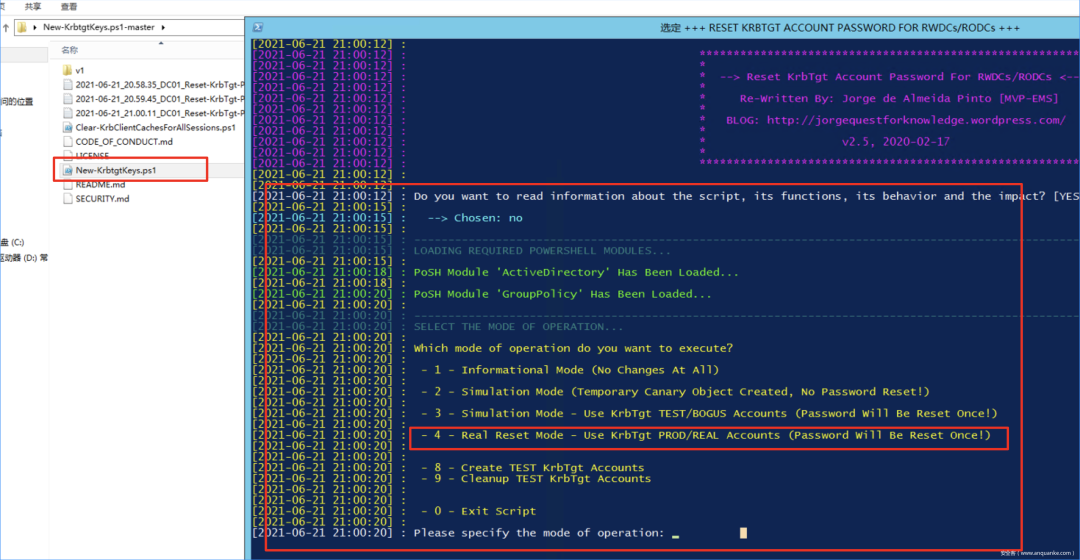 页 共享 查看
New-KrbtgtKeys.ps1-master
名称
v1
2021-06-21_20.58.35_DC01_Reset-KrbTgt-P
2021-06-21_20.59.45_DC01_Reset-KrbTgt-P
2021-06-21_21.00.11_DC01_Reset-KrbTgt-P
Clear-KrbClientCachesForAllSessions.ps1
CODE_OF_CONDUCT.md
LICENSE
New-KrbtgtKeys.ps1
README.md
SECURITY.md
问的位置
盘 (C:)
驱动器 (D:) 常
选定 +++ RESET KRBTGT ACCOUNT PASSWORD FOR RWDCs/RODCs +++
[2021-06-21 21:00:12] :
[2021-06-21 21:00:12] : *******************************************************
[2021-06-21 21:00:12] : *
[2021-06-21 21:00:12] : * --> Reset KrbTgt Account Password For RWDCs/RODCs <--
[2021-06-21 21:00:12] : *
[2021-06-21 21:00:12] : * Re-Written By: Jorge de Almeida Pinto [MVP-EMS]
[2021-06-21 21:00:12] : *
[2021-06-21 21:00:12] : * BLOG: http://jorgequestforknowledge.wordpress.com/
[2021-06-21 21:00:12] : *
[2021-06-21 21:00:12] : * v2.5, 2020-02-17
[2021-06-21 21:00:12] : *
[2021-06-21 21:00:12] : *******************************************************
[2021-06-21 21:00:12] :
[2021-06-21 21:00:12] :
[2021-06-21 21:00:12] : Do you want to read information about the script, its functions, its behavior and the impact? [YES
[2021-06-21 21:00:15] :
[2021-06-21 21:00:15] : --> Chosen: no
[2021-06-21 21:00:15] :
[2021-06-21 21:00:15] : ------------------------------------------------------------
[2021-06-21 21:00:15] : LOADING REQUIRED POWERSHELL MODULES...
[2021-06-21 21:00:15] :
[2021-06-21 21:00:18] : PoSH Module 'ActiveDirectory' Has Been Loaded...
[2021-06-21 21:00:18] :
[2021-06-21 21:00:20] : PoSH Module 'GroupPolicy' Has Been Loaded...
[2021-06-21 21:00:20] :
[2021-06-21 21:00:20] : ------------------------------------------------------------
[2021-06-21 21:00:20] : SELECT THE MODE OF OPERATION...
[2021-06-21 21:00:20] :
[2021-06-21 21:00:20] : Which mode of operation do you want to execute?
[2021-06-21 21:00:20] :
[2021-06-21 21:00:20] : - 1 - Informational Mode (No Changes At All)
[2021-06-21 21:00:20] :
[2021-06-21 21:00:20] : - 2 - Simulation Mode (Temporary Canary Object Created, No Password Reset!)
[2021-06-21 21:00:20] :
[2021-06-21 21:00:20] : - 3 - Simulation Mode - Use KrbTgt TEST/BOGUS Accounts (Password Will Be Reset Once!)
[2021-06-21 21:00:20] :
[2021-06-21 21:00:20] : - 4 - Real Reset Mode - Use KrbTgt PROD/REAL Accounts (Password Will Be Reset Once!)
[2021-06-21 21:00:20] :
[2021-06-21 21:00:20] :
[2021-06-21 21:00:20] : - 8 - Create TEST KrbTgt Accounts
[2021-06-21 21:00:20] : - 9 - Cleanup TEST KrbTgt Accounts
[2021-06-21 21:00:20] :
[2021-06-21 21:00:20] :
[2021-06-21 21:00:20] : - 0 - Exit Script
[2021-06-21 21:00:20] :
[2021-06-21 21:00:20] : Please specify the mode of operation: _
安全客 ( www.anquanke.com )